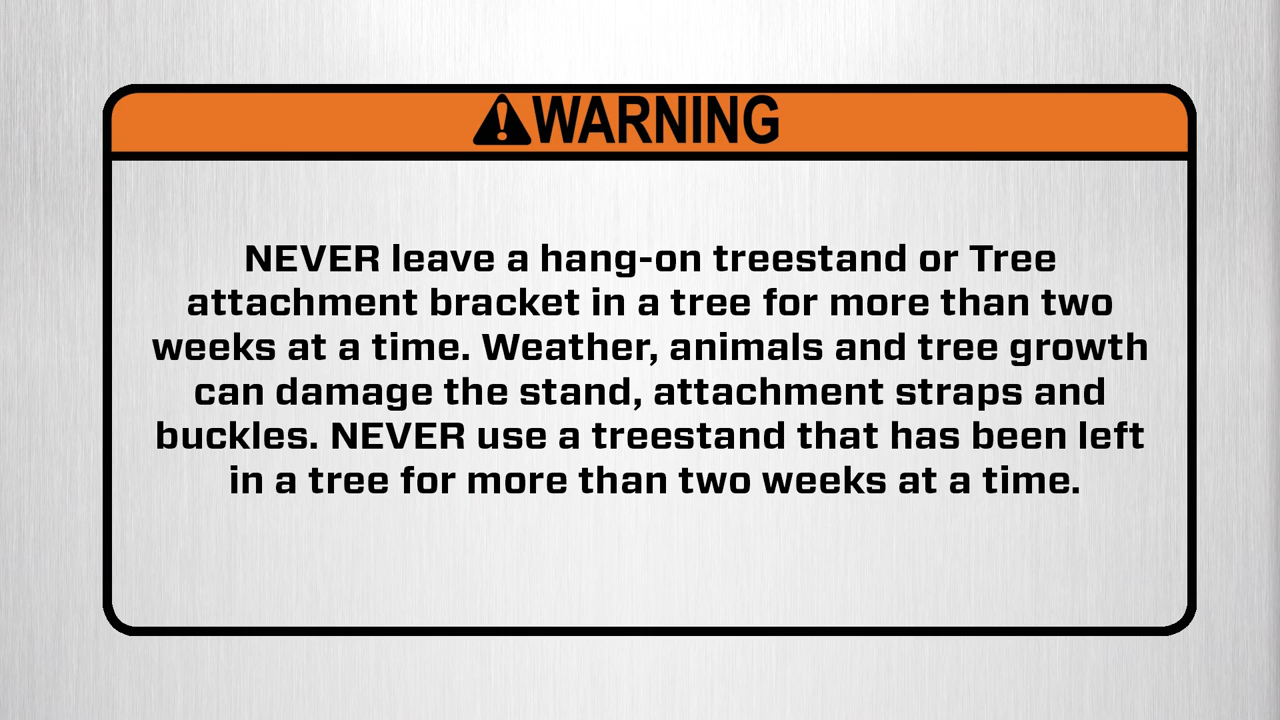 WARNING
NEVER leave a hang-on treestand or Tree
attachment bracket in a tree for more than two
weeks at a time. Weather, animals and tree growth
can damage the stand, attachment straps and
buckles. NEVER use a treestand that has been left
in a tree for more than two weeks at a time.